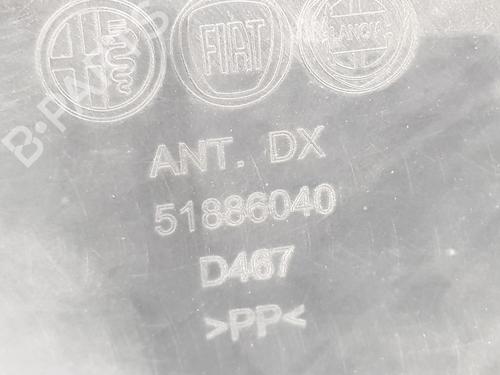 FIAT
LANCIA
ANT. DX
51886040
D467
>PP<